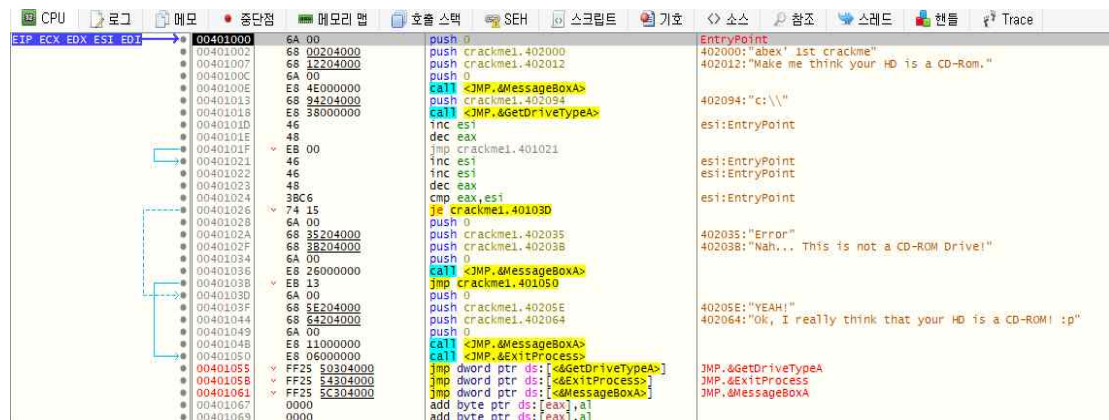 CPU 로그 메모 중단점 메모리 맵 호출 스택 SEH 스크립트 기호 소스 참조 스레드 핸들 Trace
EIP ECX EDX ESI EDI 00401000 6A 00 push 0 EntryPoint
00401002 68 00204000 push crackme1.402000 402000:"abex' 1st crackme"
00401007 68 12204000 push crackme1.402012 402012:"Make me think your HD is a CD-Rom."
0040100C 6A 00 push 0
0040100E E8 4E000000 call <JMP.&MessageBoxA>
00401013 68 94204000 push crackme1.402094 402094:"c:\\"
00401018 E8 38000000 call <JMP.&GetDriveTypeA>
0040101D 46 inc esi esi:EntryPoint
0040101E 48 dec eax
0040101F EB 00 jmp crackme1.401021
00401021 46 inc esi esi:EntryPoint
00401022 46 inc esi esi:EntryPoint
00401023 48 dec eax
00401024 3BC6 cmp eax,esi esi:EntryPoint
00401026 74 15 je crackme1.40103D
00401028 6A 00 push 0
0040102A 68 35204000 push crackme1.402035 402035:"Error"
0040102F 68 3B204000 push crackme1.40203B 40203B:"Nah... This is not a CD-ROM Drive!"
00401034 6A 00 push 0
00401036 E8 26000000 call <JMP.&MessageBoxA>
0040103B EB 13 jmp crackme1.401050
0040103D 6A 00 push 0
0040103F 68 5E204000 push crackme1.40205E 40205E:"YEAH!"
00401044 68 64204000 push crackme1.402064 402064:"Ok, I really think that your HD is a CD-ROM! :p"
00401049 6A 00 push 0
0040104B E8 11000000 call <JMP.&MessageBoxA>
00401050 E8 06000000 call <JMP.&ExitProcess>
00401055 FF25 50304000 jmp dword ptr ds:[<&GetDriveTypeA>] JMP.&GetDriveTypeA
0040105B FF25 54304000 jmp dword ptr ds:[<&ExitProcess>] JMP.&ExitProcess
00401061 FF25 5C304000 jmp dword ptr ds:[<&MessageBoxA>] JMP.&MessageBoxA
00401067 0000 add byte ptr ds:[eax],al
00401069 0000 add byte ptr ds:[eax],al